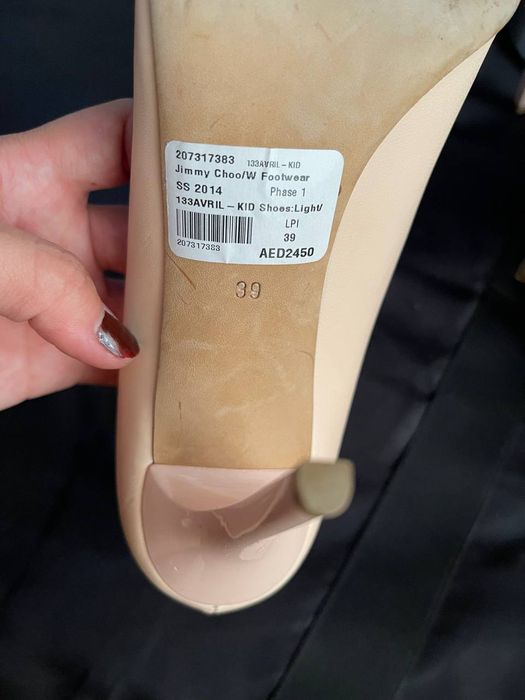 207317383 133AVRIL-KID
Jimmy Choo/W Footwear
SS 2014 Phase 1
133AVRIL-KID Shoes:Light/
LPI
39
207317383 AED2450
39